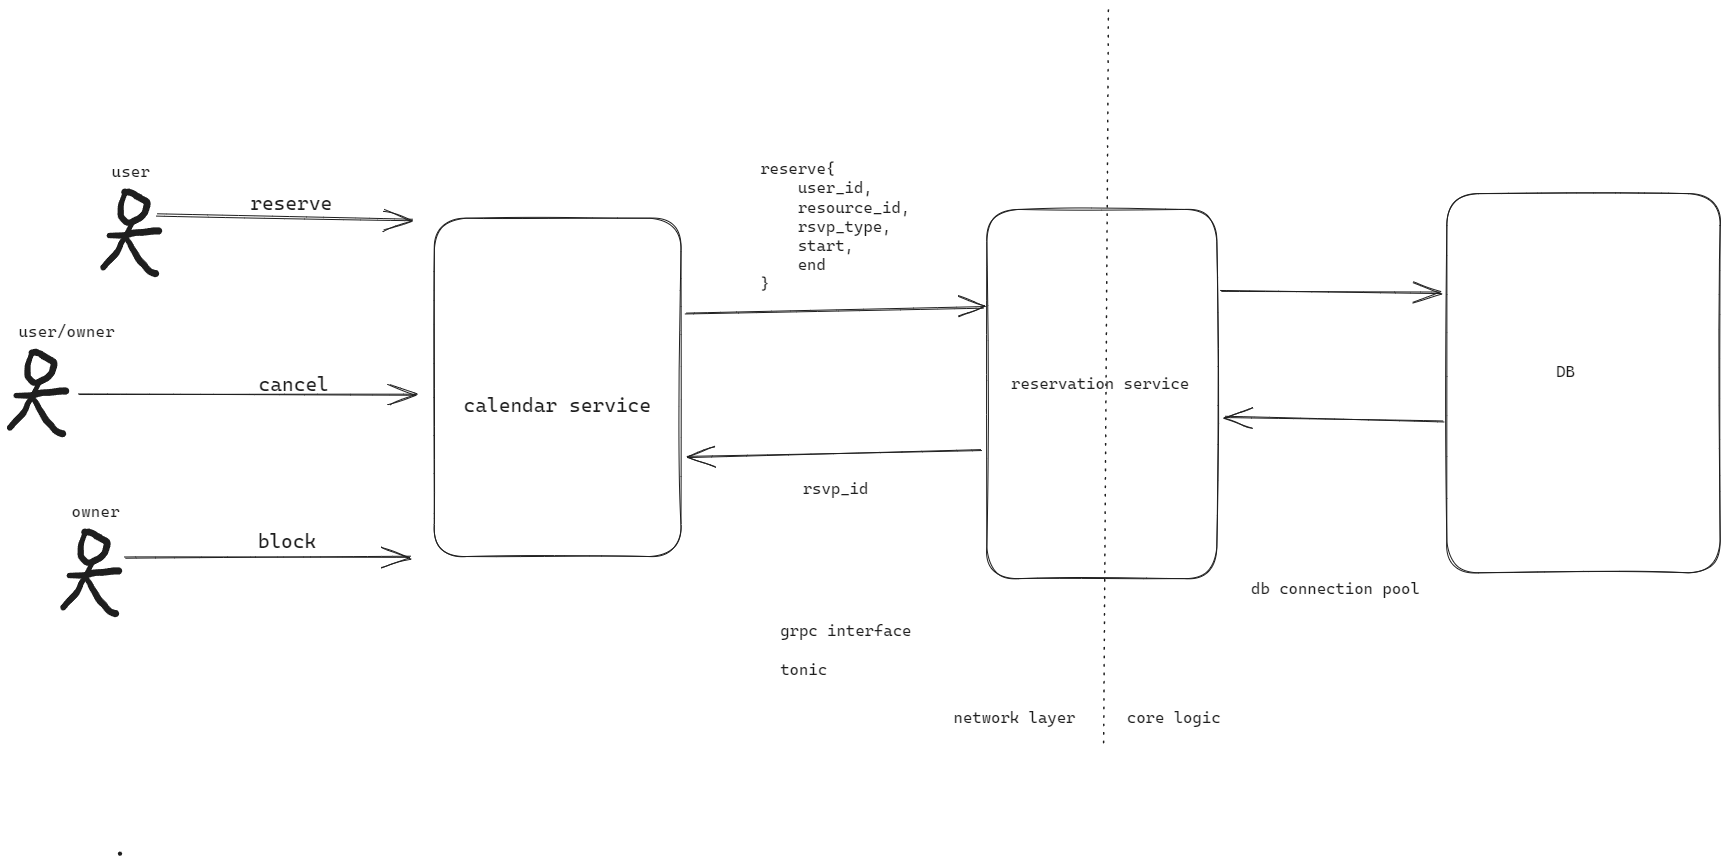 user
reserve
user/owner
cancel
owner
block
calendar service
reserve{
    user_id,
    resource_id,
    rsvp_type,
    start,
    end
}
rsvp_id
grpc interface
tonic
reservation service
network layer
core logic
db connection pool
DB